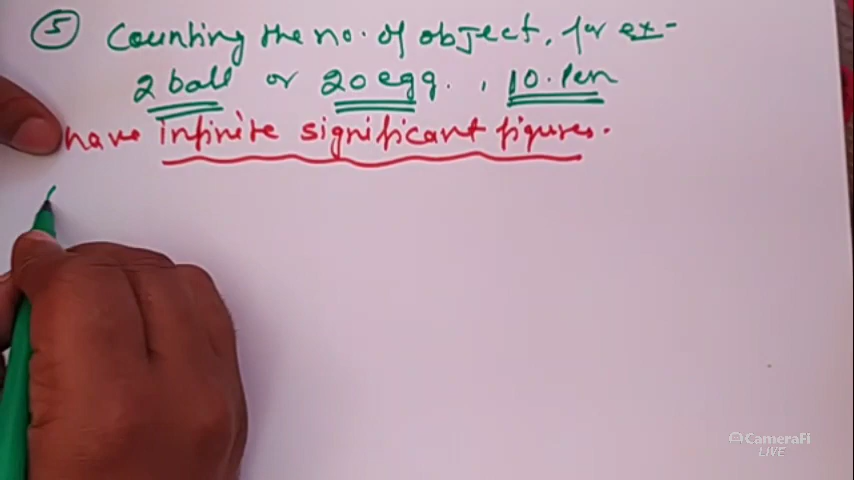 5 Counting the no. of object, for ex-
2 ball or 20 egg. , 10. Pen
have infinite significant figures.
CameraFi
LIVE